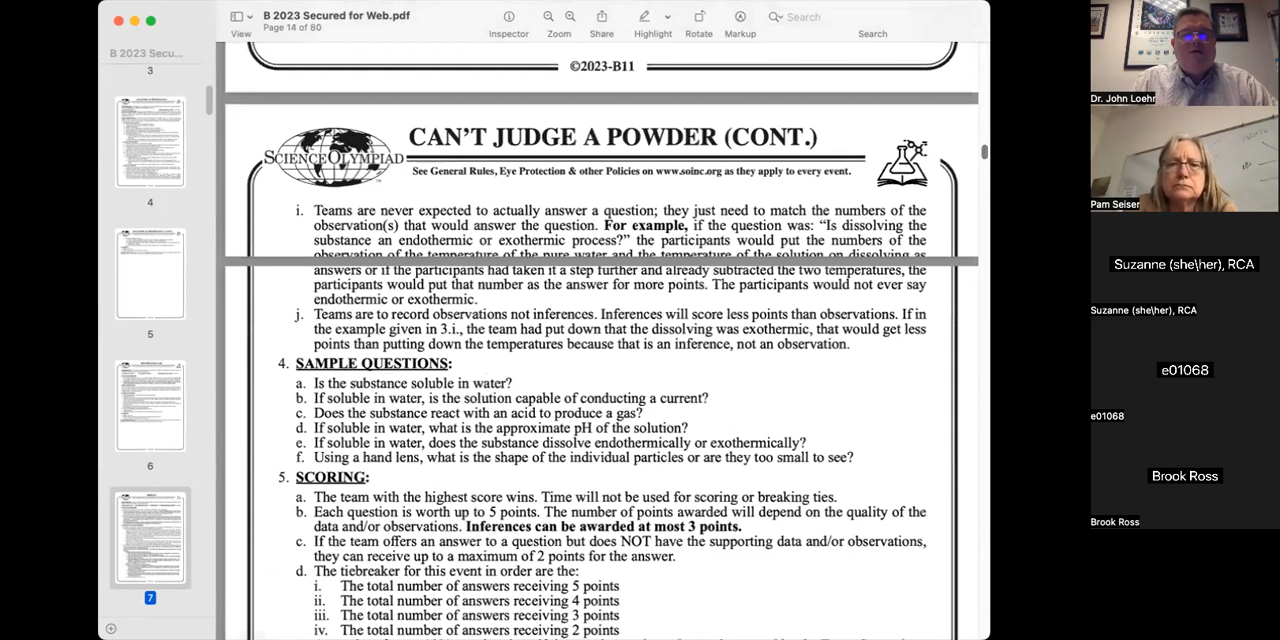 B 2023 Secured for Web.pdf
Page 14 of 80
View
Inspector
Zoom
Share
Highlight
Rotate
Markup
Search
Search
B 2023 Secu...
3
4
5
6
7
©2023-B11
SCIENCE OLYMPIAD
CAN'T JUDGE A POWDER (CONT.)
See General Rules, Eye Protection & other Policies on www.soinc.org as they apply to every event.
i. Teams are never expected to actually answer a question; they just need to match the numbers of the
observation(s) that would answer the question. For example, if the question was: "Is dissolving the
substance an endothermic or exothermic process?" the participants would put the numbers of the
observation of the temperature of the pure water and the temperature of the solution on dissolving as
answers or if the participants had taken it a step further and already subtracted the two temperatures, the
participants would put that number as the answer for more points. The participants would not ever say
endothermic or exothermic.
j. Teams are to record observations not inferences. Inferences will score less points than observations. If in
the example given in 3.i., the team had put down that the dissolving was exothermic, that would get less
points than putting down the temperatures because that is an inference, not an observation.
4. SAMPLE QUESTIONS:
a. Is the substance soluble in water?
b. If soluble in water, is the solution capable of conducting a current?
c. Does the substance react with an acid to produce a gas?
d. If soluble in water, what is the approximate pH of the solution?
e. If soluble in water, does the substance dissolve endothermically or exothermically?
f. Using a hand lens, what is the shape of the individual particles or are they too small to see?
5. SCORING:
a. The team with the highest score wins. Time will not be used for scoring or breaking ties.
b. Each question is worth up to 5 points. The number of points awarded will depend on the quality of the
data and/or observations. Inferences can be awarded at most 3 points.
c. If the team offers an answer to a question but does NOT have the supporting data and/or observations,
they can receive up to a maximum of 2 points for the answer.
d. The tiebreaker for this event in order are the:
i. The total number of answers receiving 5 points
ii. The total number of answers receiving 4 points
iii. The total number of answers receiving 3 points
iv. The total number of answers receiving 2 points
Dr. John Loehr
Pam Seiser
Suzanne (she\her), RCA
Suzanne (she\her), RCA
e01068
e01068
Brook Ross
Brook Ross